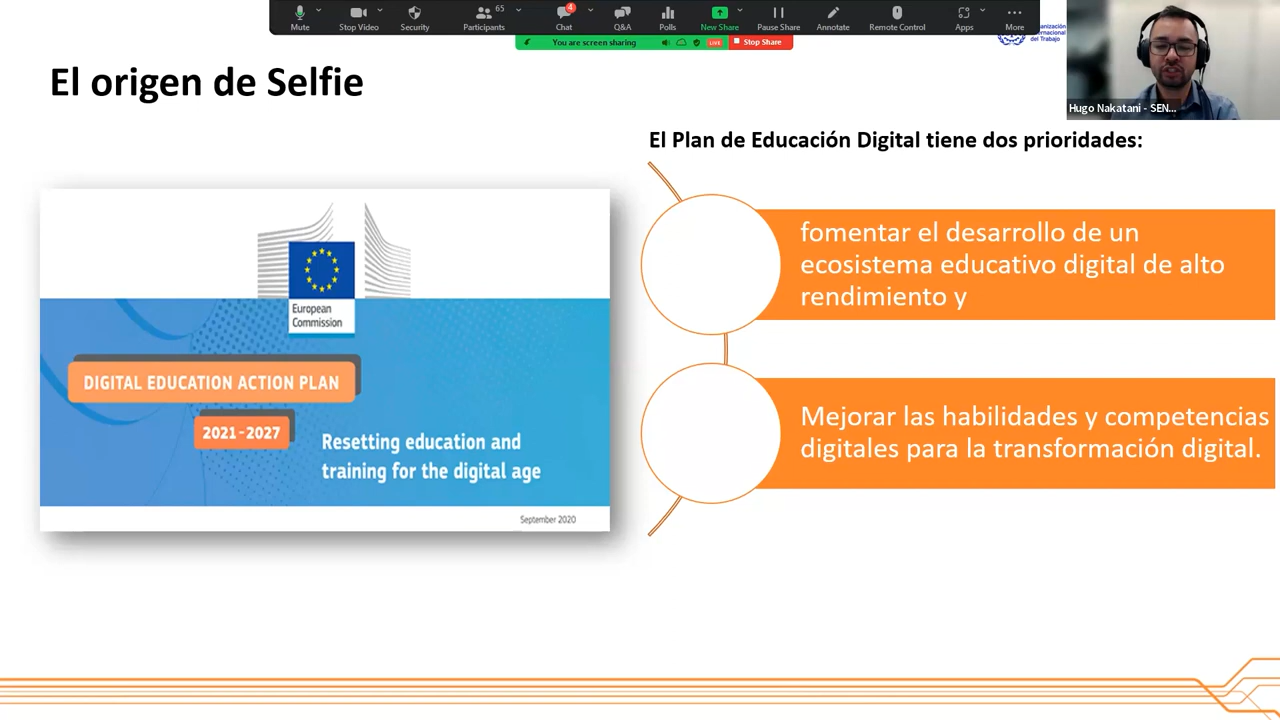 Mute
Stop Video
Security
Participants
65
Chat
4
Q&A
Polls
New Share
Pause Share
Annotate
Remote Control
Apps
More
You are screen sharing
LIVE
Stop Share
del Trabajo
Hugo Nakatani - SEN...
El origen de Selfie
El Plan de Educación Digital tiene dos prioridades:
European
Commission
DIGITAL EDUCATION ACTION PLAN
2021-2027
Resetting education and
training for the digital age
September 2020
fomentar el desarrollo de un
ecosistema educativo digital de alto
rendimiento y
Mejorar las habilidades y competencias
digitales para la transformación digital.